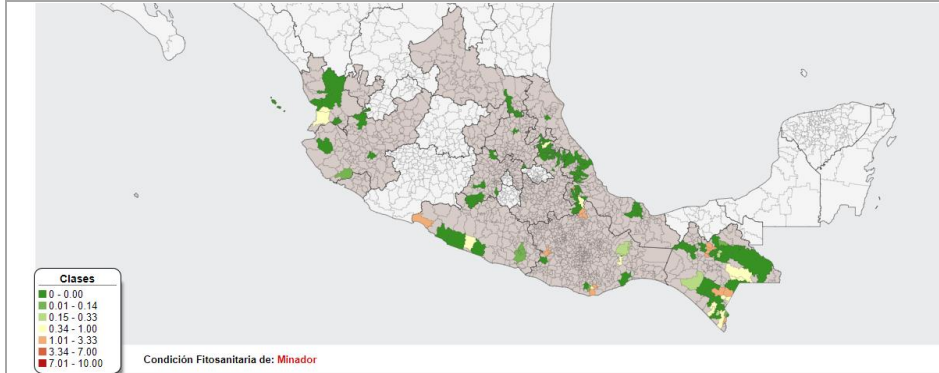 Clases
0 - 0.00
0.01 - 0.14
0.15 - 0.33
0.34 - 1.00
1.01 - 3.33
3.34 - 7.00
7.01 - 10.00
Condición Fitosanitaria de: Minador